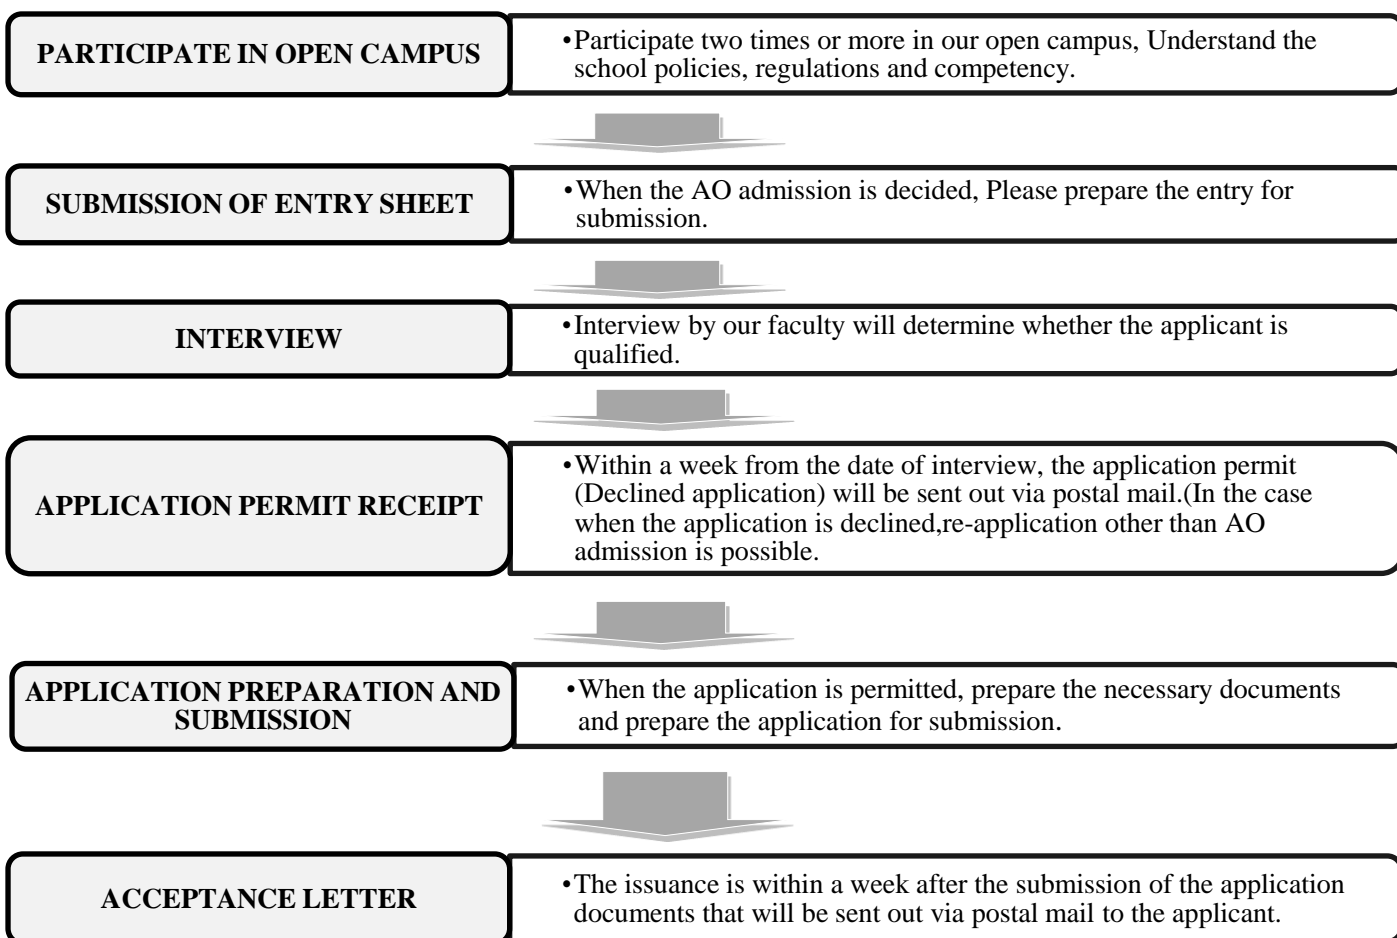 PARTICIPATE IN OPEN CAMPUS
•Participate two times or more in our open campus, Understand the
school policies, regulations and competency.
SUBMISSION OF ENTRY SHEET
•When the AO admission is decided, Please prepare the entry for
submission.
INTERVIEW
•Interview by our faculty will determine whether the applicant is
qualified.
APPLICATION PERMIT RECEIPT
•Within a week from the date of interview, the application permit
(Declined application) will be sent out via postal mail.(In the case
when the application is declined,re-application other than AO
admission is possible.
APPLICATION PREPARATION AND
SUBMISSION
•When the application is permitted, prepare the necessary documents
and prepare the application for submission.
ACCEPTANCE LETTER
•The issuance is within a week after the submission of the application
documents that will be sent out via postal mail to the applicant.